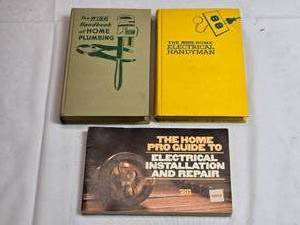 The Wise
Handbook
of HOME
PLUMBING
THE WISE HOME
ELECTRICAL
HANDYMAN
THE HOME
PRO GUIDE TO
ELECTRICAL
INSTALLATION
AND REPAIR